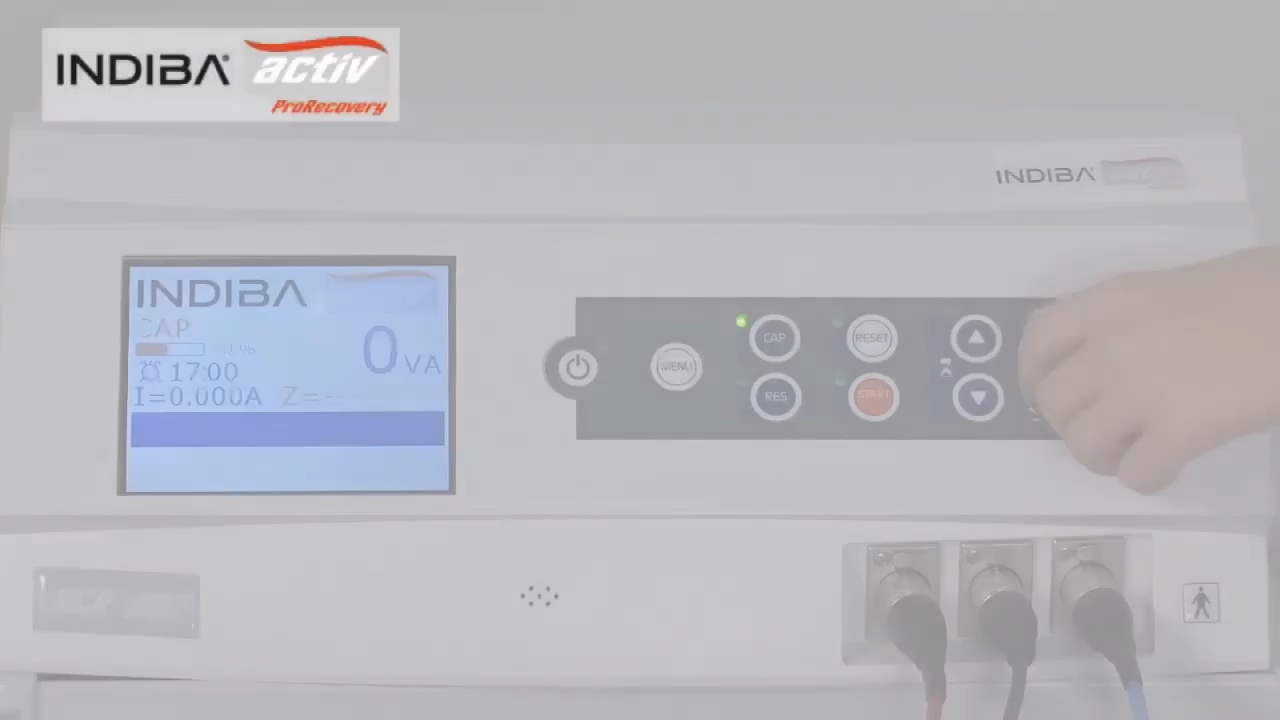 INDIBA® activ
ProRecovery
INDIBA
INDIBA
CAP
%
0 VA
17:00
I=0.000A Z=----
MENU
CAP
RESET
RES
START